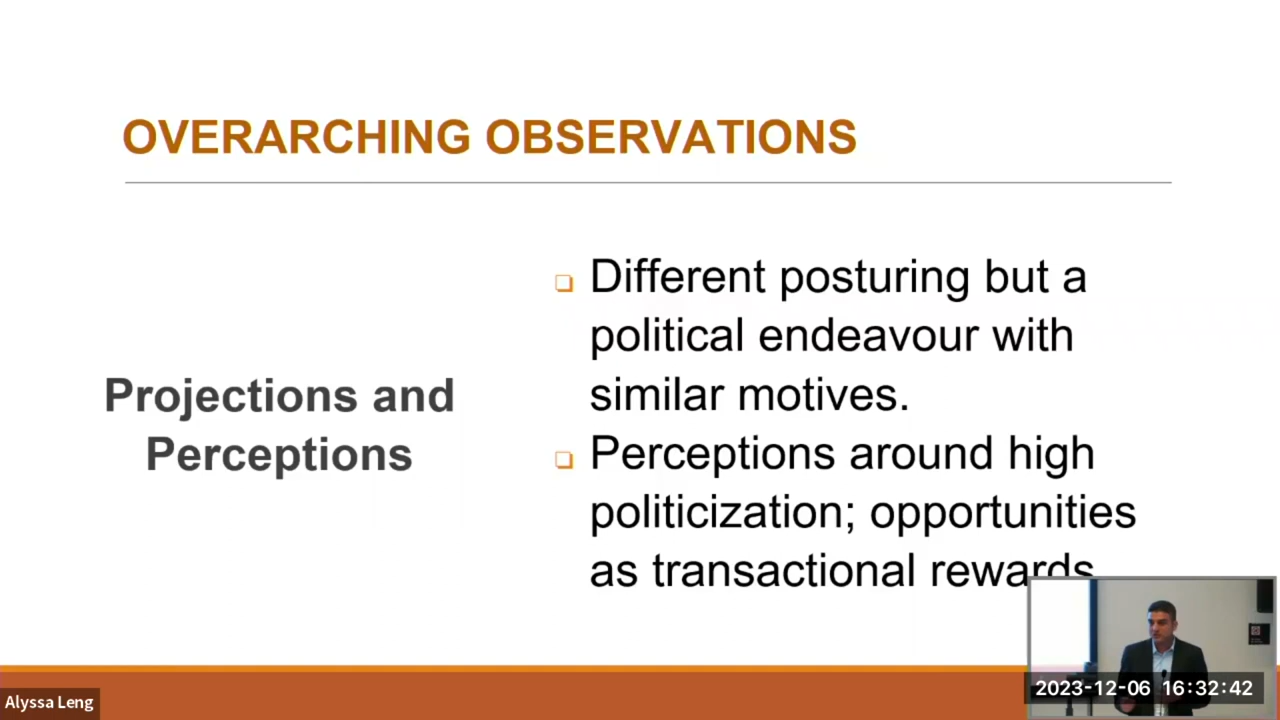 OVERARCHING OBSERVATIONS
Projections and
Perceptions
Different posturing but a
political endeavour with
similar motives.
Perceptions around high
politicization; opportunities
as transactional rewards
Alyssa Leng
2023-12-06 16:32:42